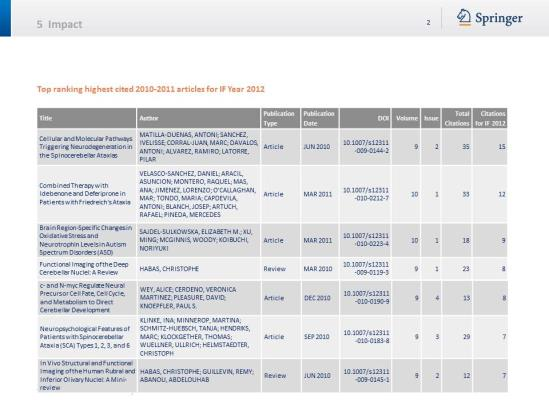 5 Impact
2
Springer
Top ranking highest cited 2010-2011 articles for IF Year 2012
Title Author Publication Type Publication Date DOI Volume Issue Total Citations Citations for IF 2012
Cellular and Molecular Pathways Triggering Neurodegeneration in the Spinocerebellar Ataxias MATILLA-DUENAS, ANTONI; SANCHEZ, IVELISSE; CORRAL-JUAN, MARC; DAVALOS, ANTONI; ALVAREZ, RAMIRO; LATORRE, PILAR Article JUN 2010 10.1007/s12311-009-0144-2 9 2 35 15
Combined Therapy with Idebenone and Deferiprone in Patients with Friedreich's Ataxia VELASCO-SANCHEZ, DANIEL; ARACIL, ASUNCION; MONTERO, RAQUEL; MAS, ANA; JIMENEZ, LORENZO; O'CALLAGHAN, MAR; TONDO, MARIA; CAPDEVILA, ANTONI; BLANCH, JOSEP; ARTUCH, RAFAEL; PINEDA, MERCEDES Article MAR 2011 10.1007/s12311-010-0212-7 10 1 33 12
Brain Region-Specific Changes in Oxidative Stress and Neurotrophin Levels in Autism Spectrum Disorders (ASD) SAJDEL-SULKOWSKA, ELIZABETH M.; XU, MING; MCGINNIS, WOODY; KOIBUCHI, NORIYUKI Article MAR 2011 10.1007/s12311-010-0223-4 10 1 18 9
Functional Imaging of the Deep Cerebellar Nuclei: A Review HABAS, CHRISTOPHE Review MAR 2010 10.1007/s12311-009-0119-3 9 1 23 8
c- and N-myc Regulate Neural Precursor Cell Fate, Cell Cycle, and Metabolism to Direct Cerebellar Development WEY, ALICE; CERDENO, VERONICA MARTINEZ; PLEASURE, DAVID; KNOEPFLER, PAUL S. Article DEC 2010 10.1007/s12311-010-0190-9 9 4 13 8
Neuropsychological Features of Patients with Spinocerebellar Ataxia (SCA) Types 1, 2, 3, and 6 KLINKE, INA; MINNEROP, MARTINA; SCHMITZ-HUEBSCH, TANJA; HENDRIKS, MARC; KLOCKGETHER, THOMAS; WUELLNER, ULLRICH; HELMSTAEDTER, CHRISTOPH Article SEP 2010 10.1007/s12311-010-0183-8 9 3 29 7
In Vivo Structural and Functional Imaging of the Human Rubral and Inferior Olivary Nuclei: A Mini-review HABAS, CHRISTOPHE; GUILLEVIN, REMY; ABANOU, ABDELOUHAB Review JUN 2010 10.1007/s12311-009-0145-1 9 2 12 7